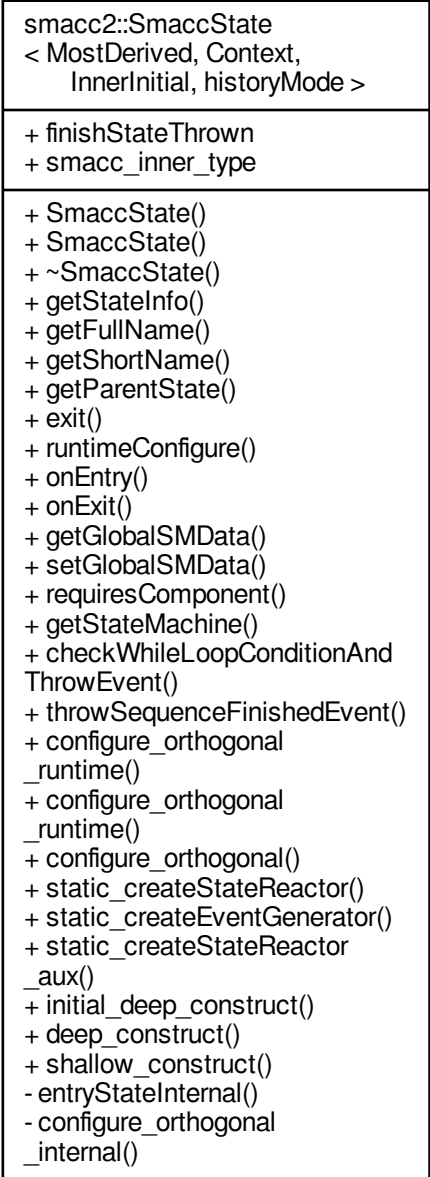 smacc2::SmaccState
< MostDerived, Context,
InnerInitial, historyMode >
+ finishStateThrown
+ smacc_inner_type
+ SmaccState()
+ SmaccState()
+ ~SmaccState()
+ getStateInfo()
+ getFullName()
+ getShortName()
+ getParentState()
+ exit()
+ runtimeConfigure()
+ onEntry()
+ onExit()
+ getGlobalSMData()
+ setGlobalSMData()
+ requiresComponent()
+ getStateMachine()
+ checkWhileLoopConditionAnd
ThrowEvent()
+ throwSequenceFinishedEvent()
+ configure_orthogonal
_runtime()
+ configure_orthogonal
_runtime()
+ configure_orthogonal()
+ static_createStateReactor()
+ static_createEventGenerator()
+ static_createStateReactor
_aux()
+ initial_deep_construct()
+ deep_construct()
+ shallow_construct()
- entryStateInternal()
- configure_orthogonal
_internal()